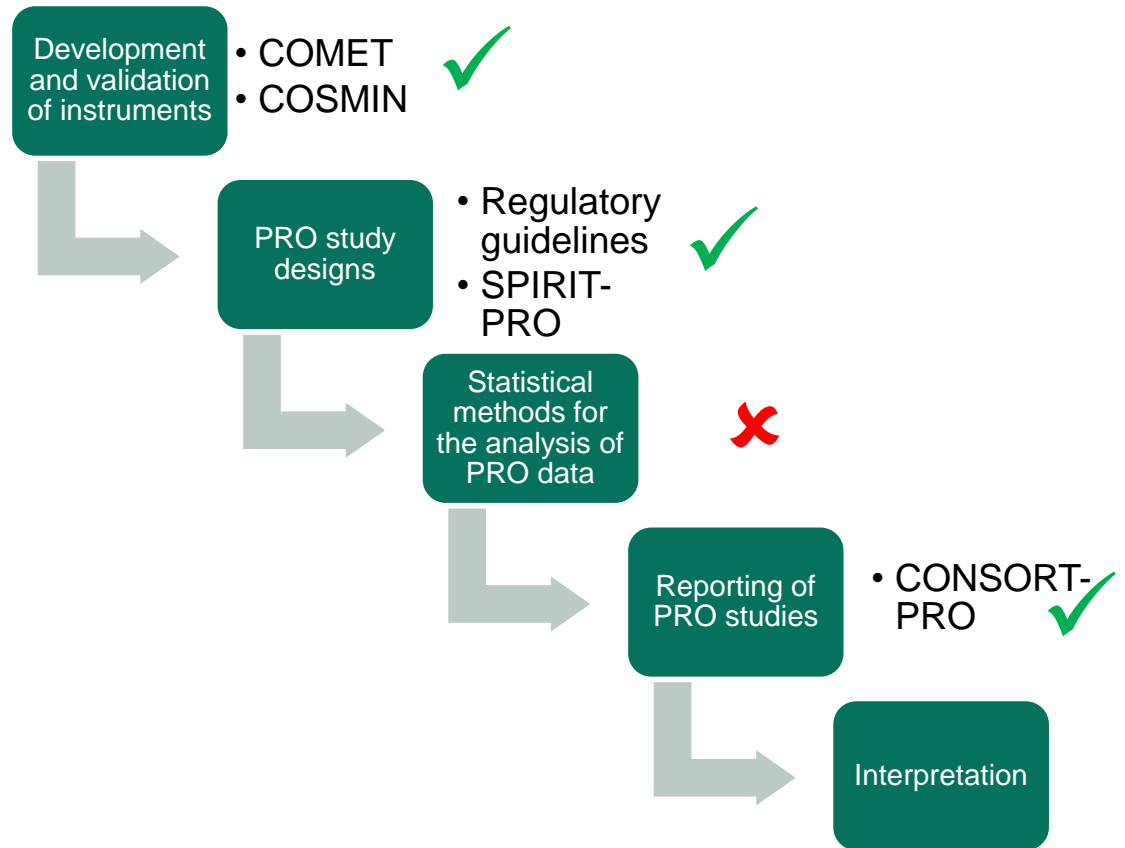 Development
and validation
of instruments
• COMET
• COSMIN
PRO study
designs
• Regulatory
guidelines
• SPIRIT-
PRO
Statistical
methods for
the analysis of
PRO data
Reporting of
PRO studies
• CONSORT-
PRO
Interpretation